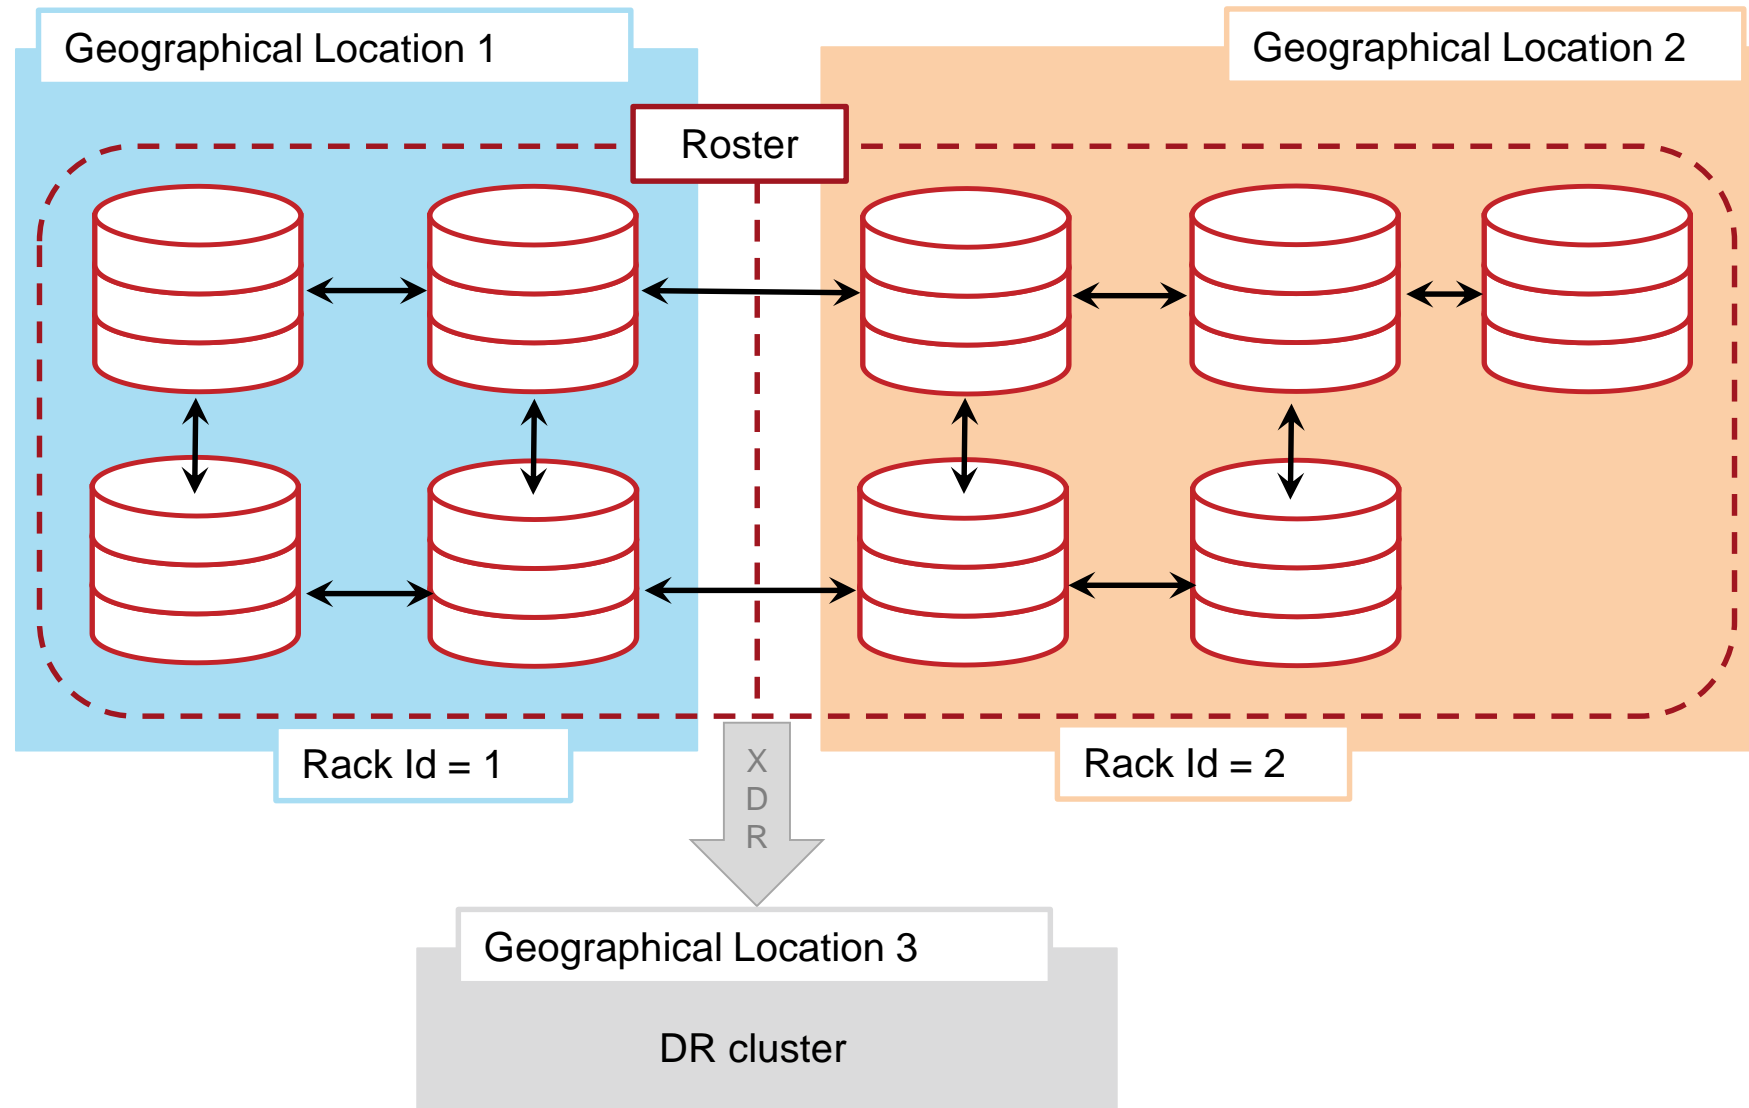 Geographical Location 1
Geographical Location 2
Roster
Rack Id = 1
Rack Id = 2
X
D
R
Geographical Location 3
DR cluster